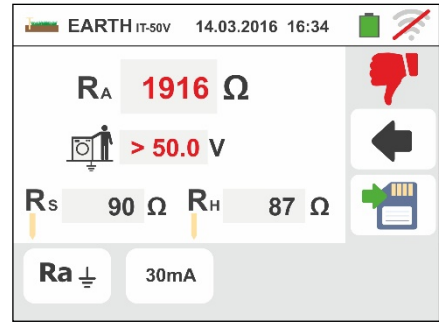 EARTH IT-50V 14.03.2016 16:34
RA 1916 Ω
> 50.0 V
RS 90 Ω RH 87 Ω
Ra 30mA